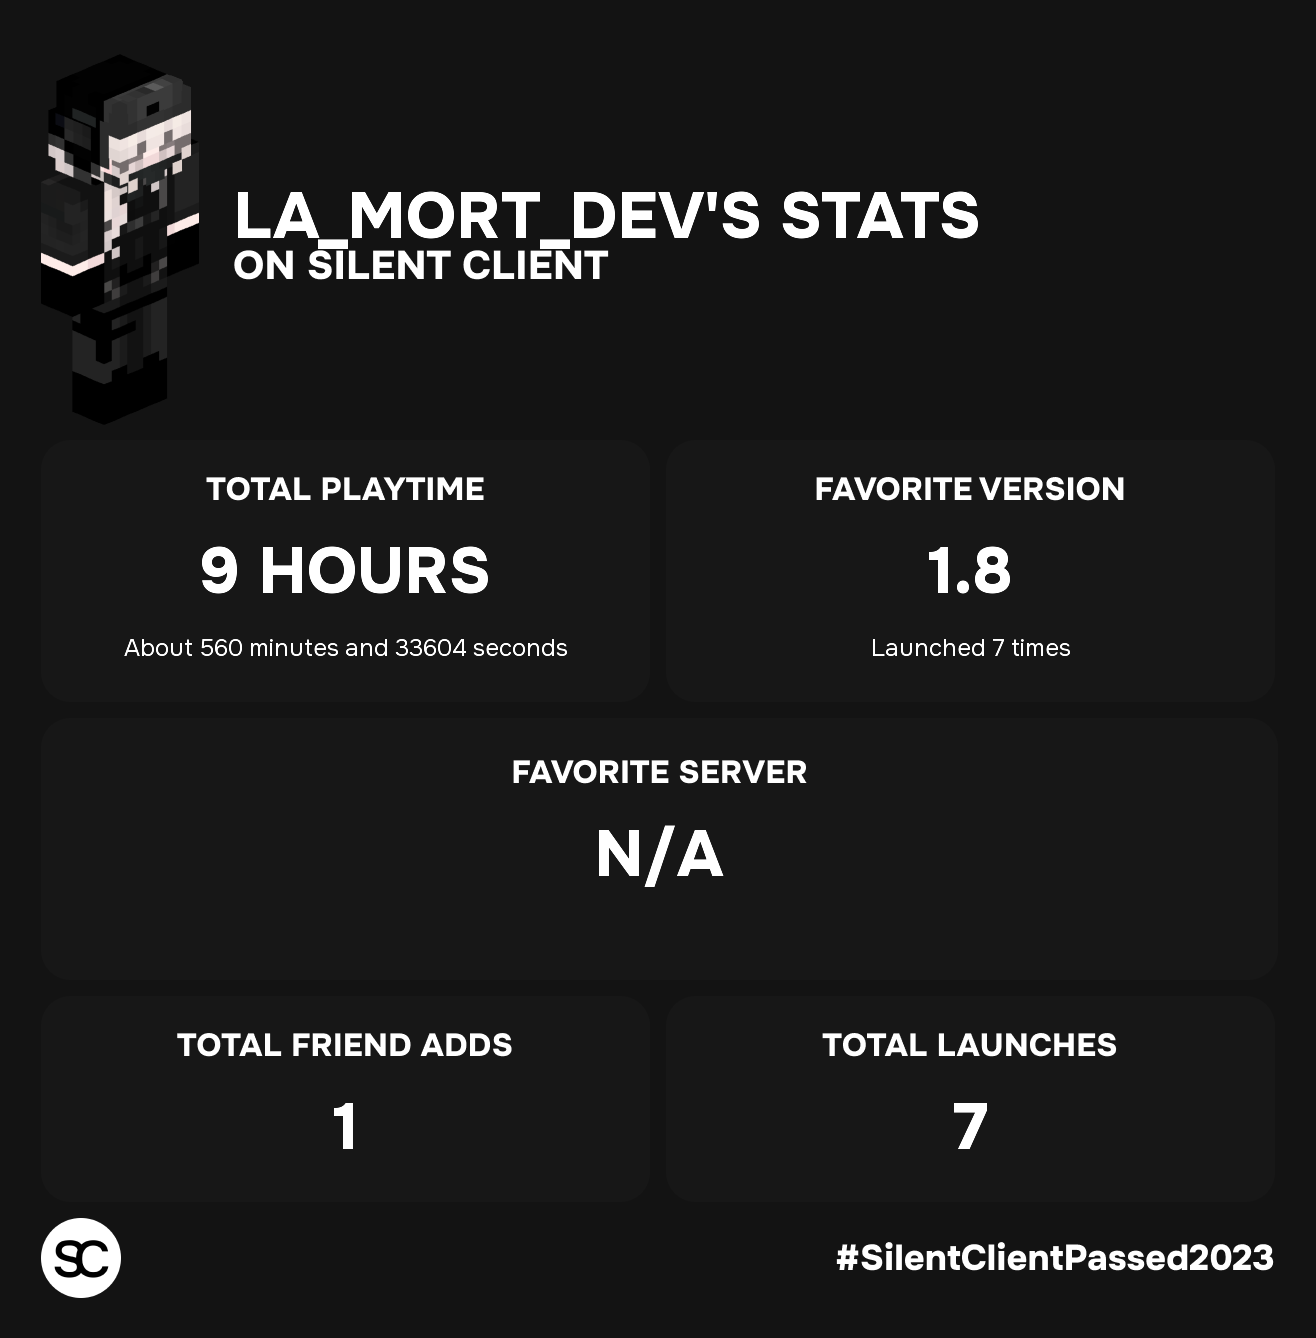 LA_MORT_DEV'S STATS
ON SILENT CLIENT
TOTAL PLAYTIME
9 HOURS
About 560 minutes and 33604 seconds
FAVORITE VERSION
1.8
Launched 7 times
FAVORITE SERVER
N/A
TOTAL FRIEND ADDS
1
TOTAL LAUNCHES
7
SC
#SilentClientPassed2023